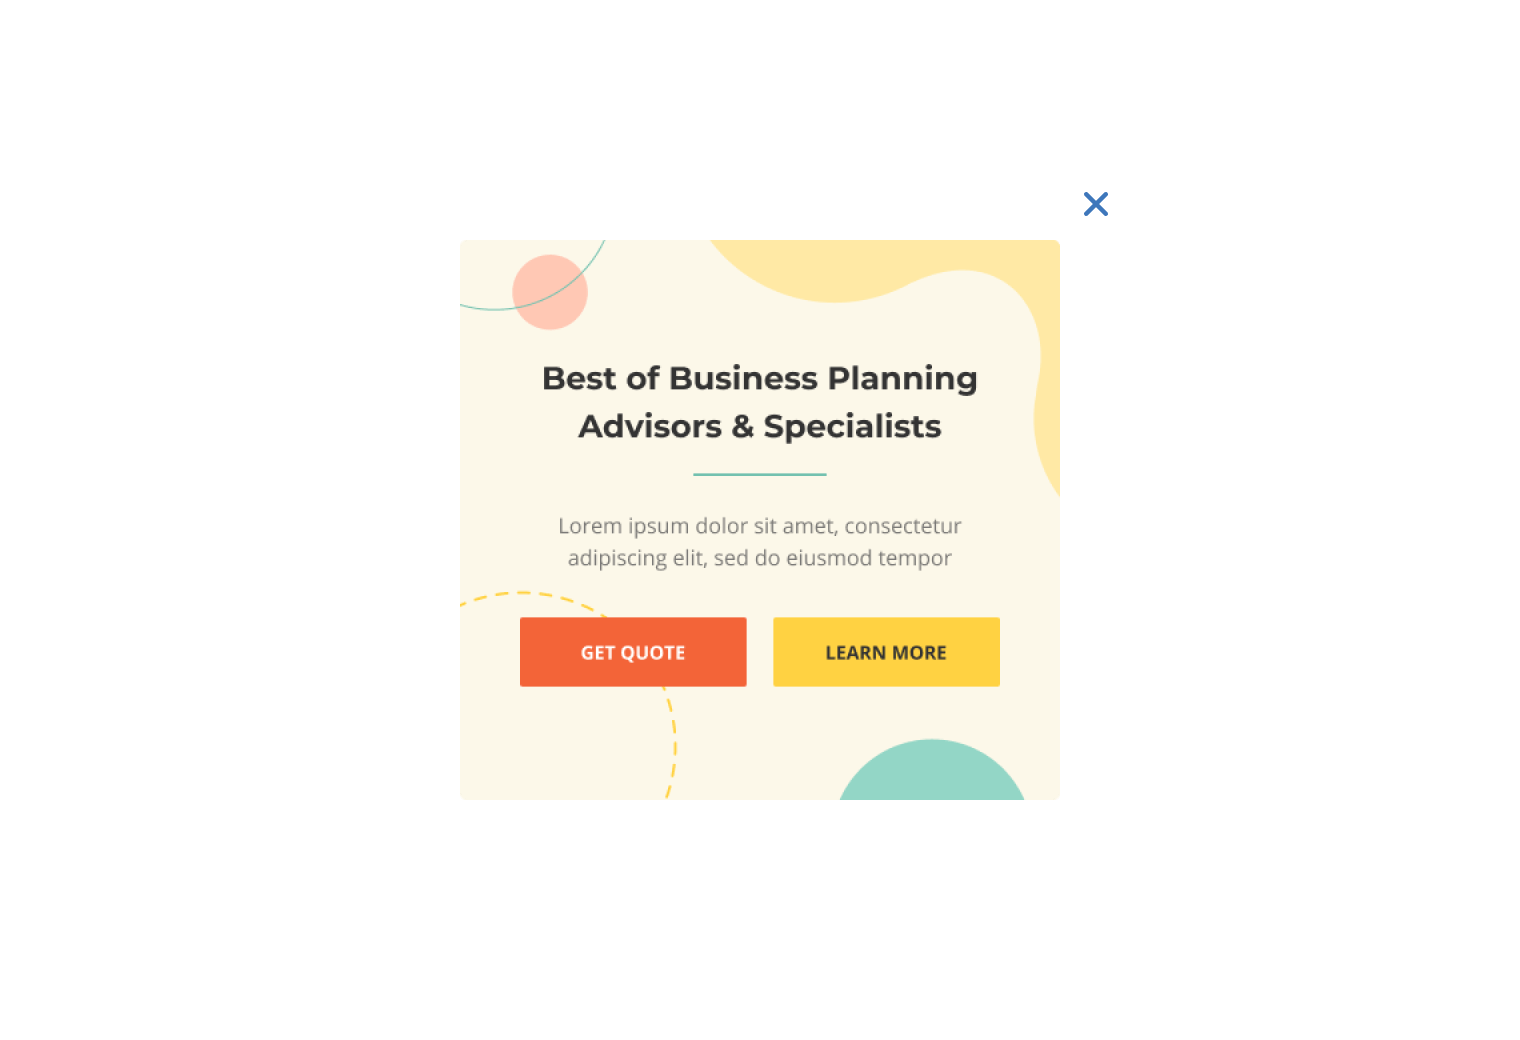 Best of Business Planning
Advisors & Specialists
Lorem ipsum dolor sit amet, consectetur
adipiscing elit, sed do eiusmod tempor
GET QUOTE
LEARN MORE